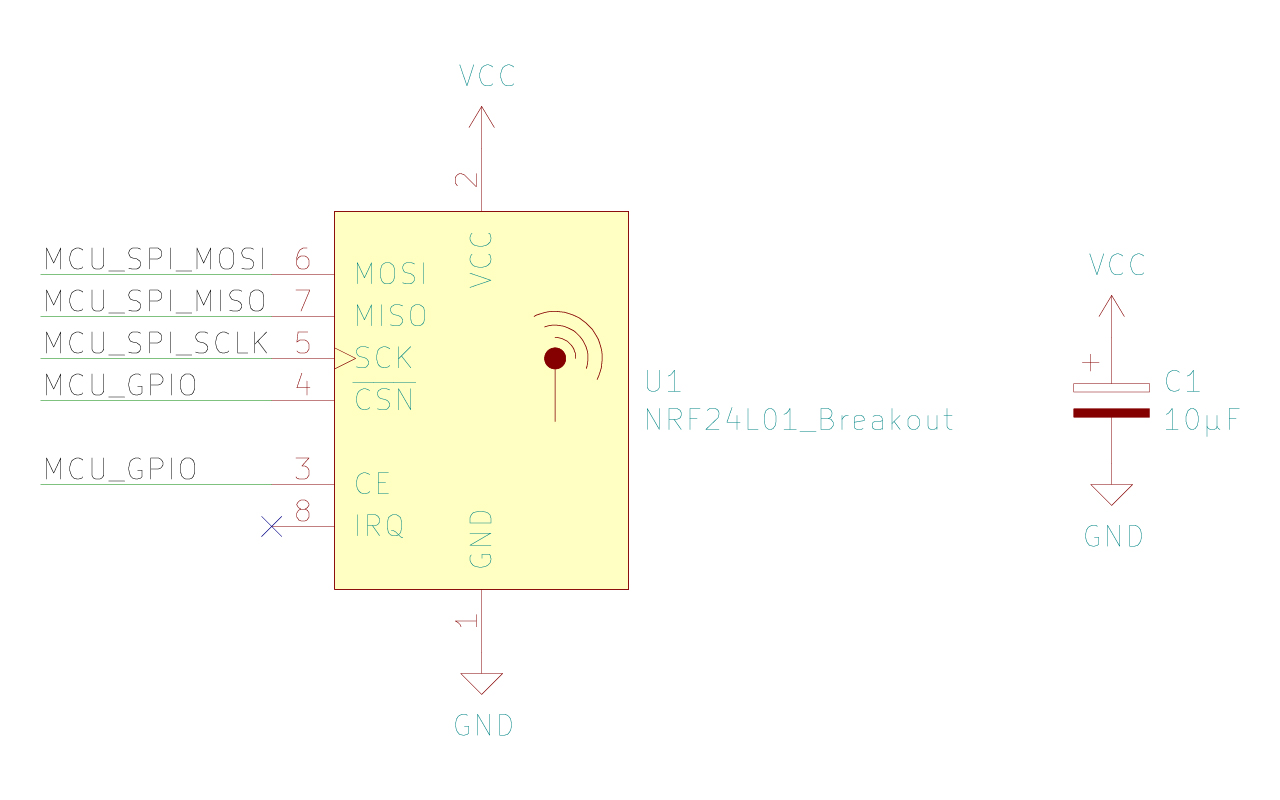 VCC
2
MCU_SPI_MOSI 6 MOSI VCC
MCU_SPI_MISO 7 MISO
MCU_SPI_SCLK 5 SCK
MCU_GPIO 4 CSN
MCU_GPIO 3 CE
8 IRQ GND
1
GND
U1
NRF24L01_Breakout
VCC
+
C1
10µF
GND